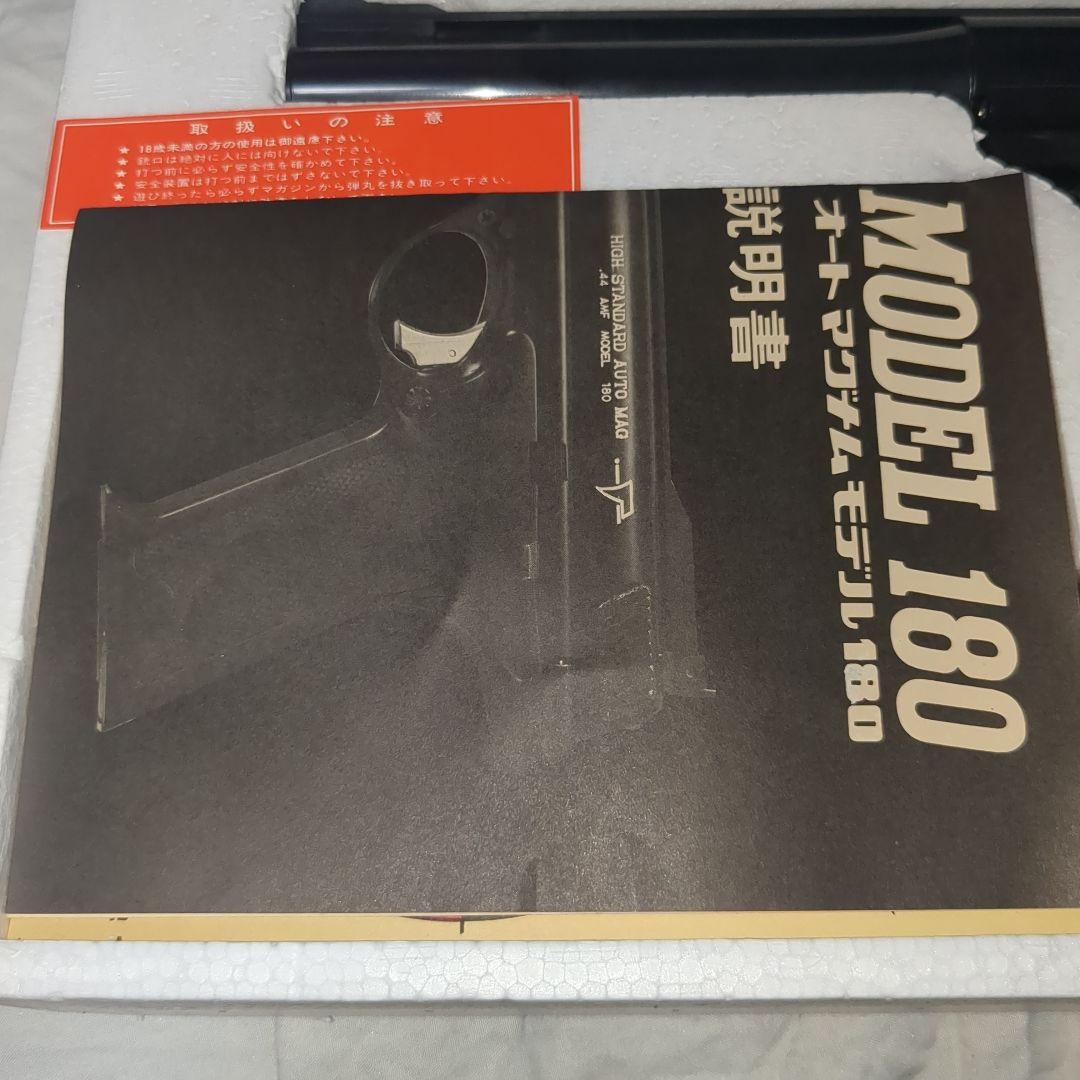 取扱いの注意
★ 18歳未満の方の使用は御遠慮下さい。
★ 銃口は絶対に人には向けないで下さい。
★ 打つ前に必らず安全性を確かめて下さい。
★ 安全装置は打つ前まではずさないで下さい。
★ 遊び終ったら必らずマガジンから弾丸を抜き取って下さい。
MODEL 180
オートマグナムモデル180
説明書
HIGH STANDARD AUTO MAG
.44 AMF MODEL 180